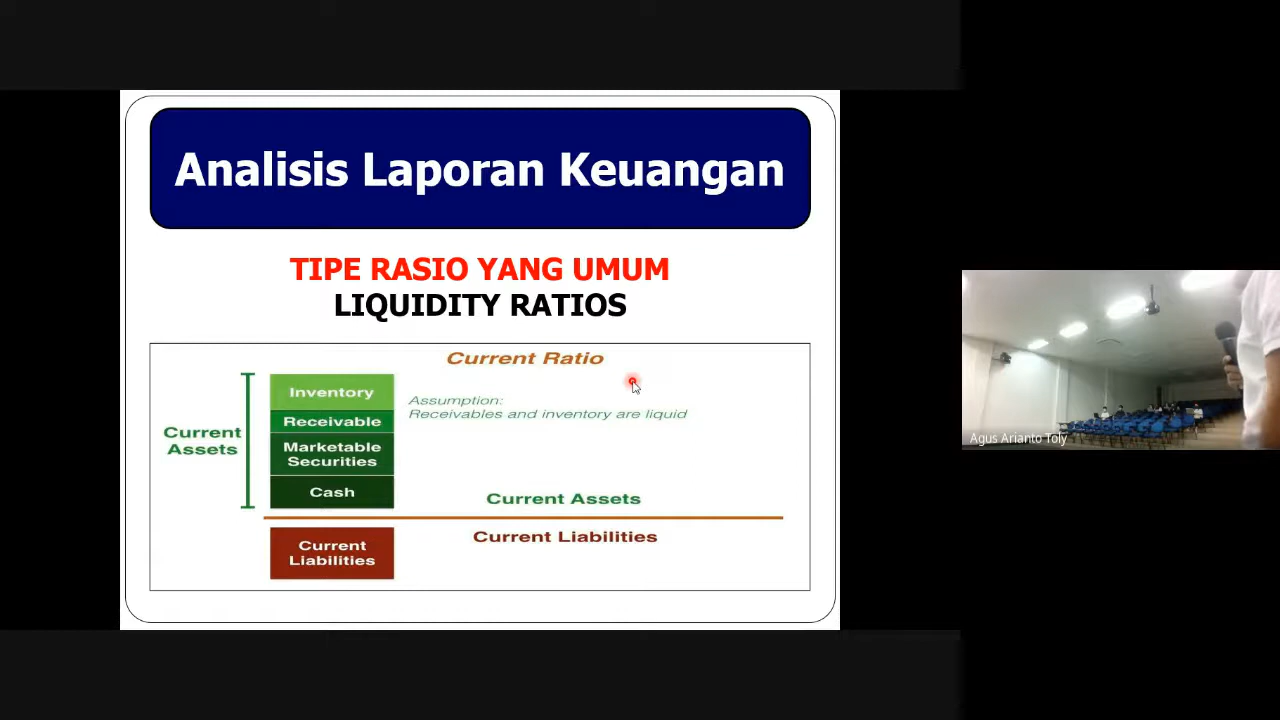 Analisis Laporan Keuangan
TIPE RASIO YANG UMUM
LIQUIDITY RATIOS
Current Ratio
Inventory
Assumption:
Receivables and inventory are liquid
Receivable
Current
Assets
Marketable
Securities
Cash
Current Assets
Current Liabilities
Current
Liabilities
Agus Arianto Toly